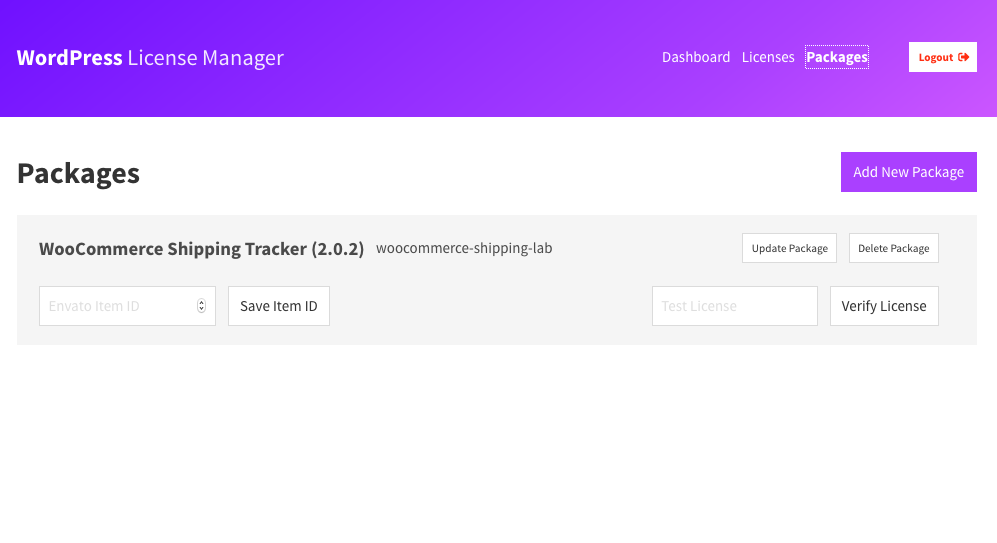 WordPress License Manager
Dashboard Licenses Packages Logout
Packages
Add New Package
WooCommerce Shipping Tracker (2.0.2) woocommerce-shipping-lab Update Package Delete Package
Envato Item ID Save Item ID Test License Verify License